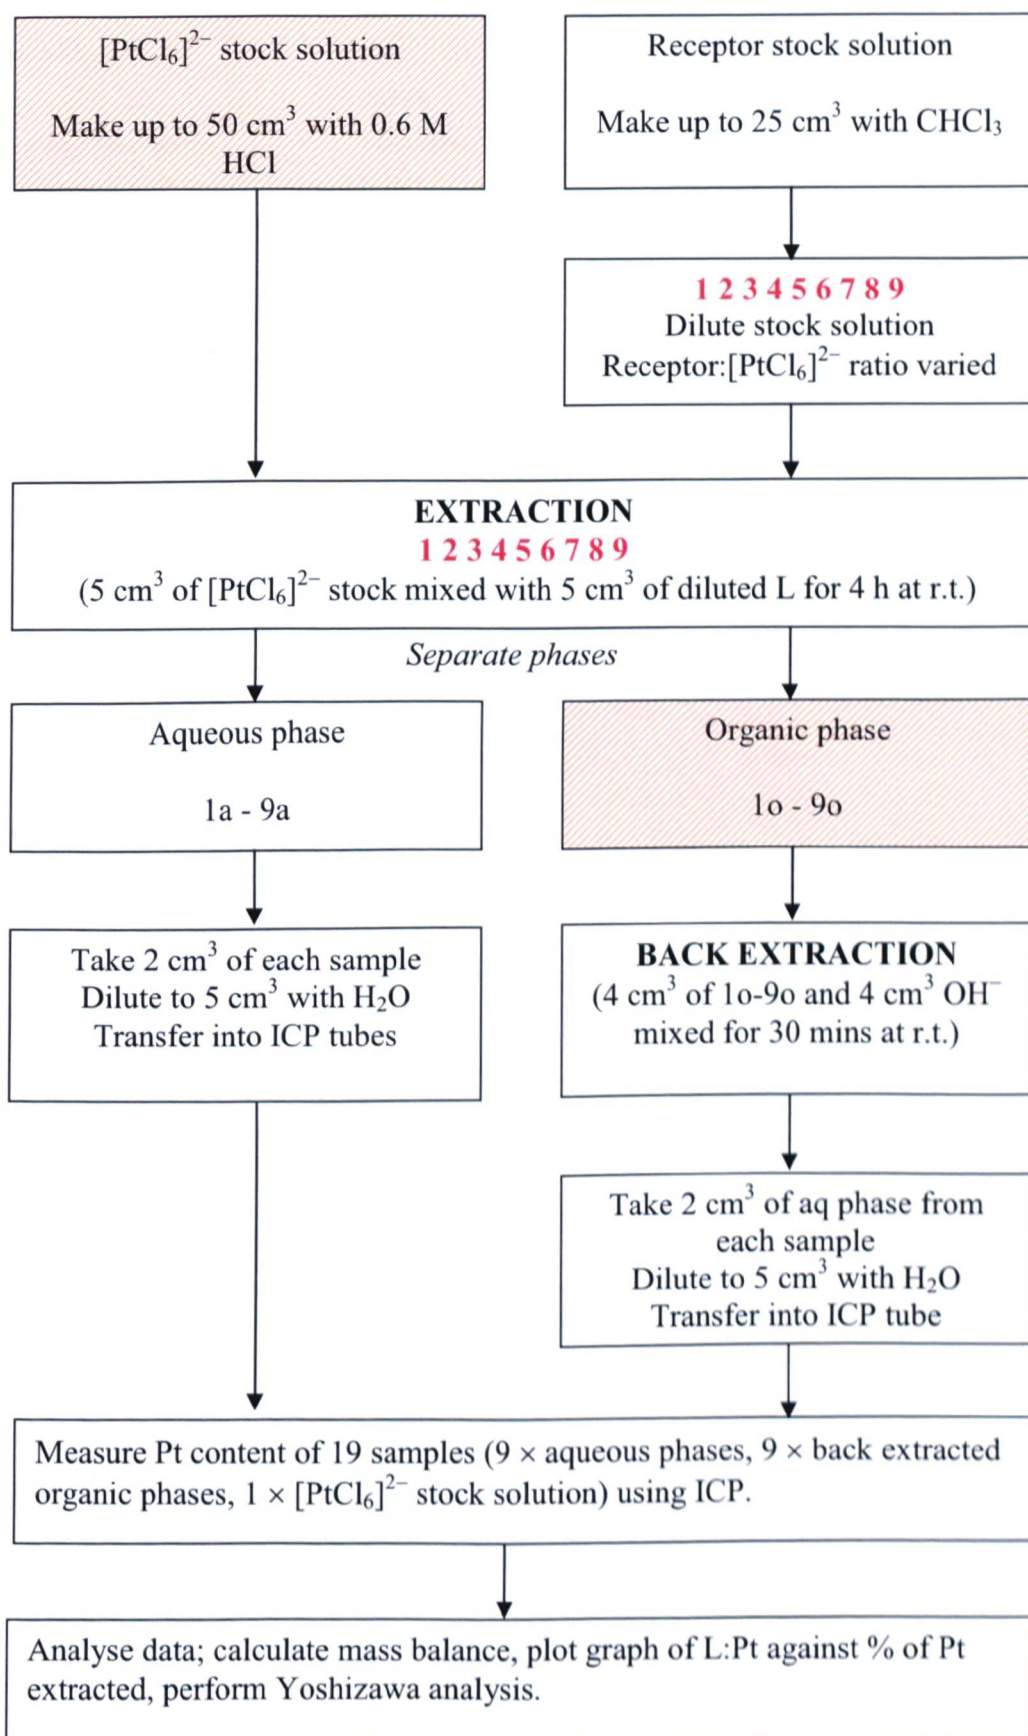 [PtCl₆]²⁻ stock solution
Make up to 50 cm³ with 0.6 M
HCl
Receptor stock solution
Make up to 25 cm³ with CHCl₃
1 2 3 4 5 6 7 8 9
Dilute stock solution
Receptor:[PtCl₆]²⁻ ratio varied
EXTRACTION
1 2 3 4 5 6 7 8 9
(5 cm³ of [PtCl₆]²⁻ stock mixed with 5 cm³ of diluted L for 4 h at r.t.)
Separate phases
Aqueous phase
1a - 9a
Organic phase
1o - 9o
Take 2 cm³ of each sample
Dilute to 5 cm³ with H₂O
Transfer into ICP tubes
BACK EXTRACTION
(4 cm³ of 1o-9o and 4 cm³ OH⁻
mixed for 30 mins at r.t.)
Take 2 cm³ of aq phase from
each sample
Dilute to 5 cm³ with H₂O
Transfer into ICP tube
Measure Pt content of 19 samples (9 × aqueous phases, 9 × back extracted
organic phases, 1 × [PtCl₆]²⁻ stock solution) using ICP.
Analyse data; calculate mass balance, plot graph of L:Pt against % of Pt
extracted, perform Yoshizawa analysis.